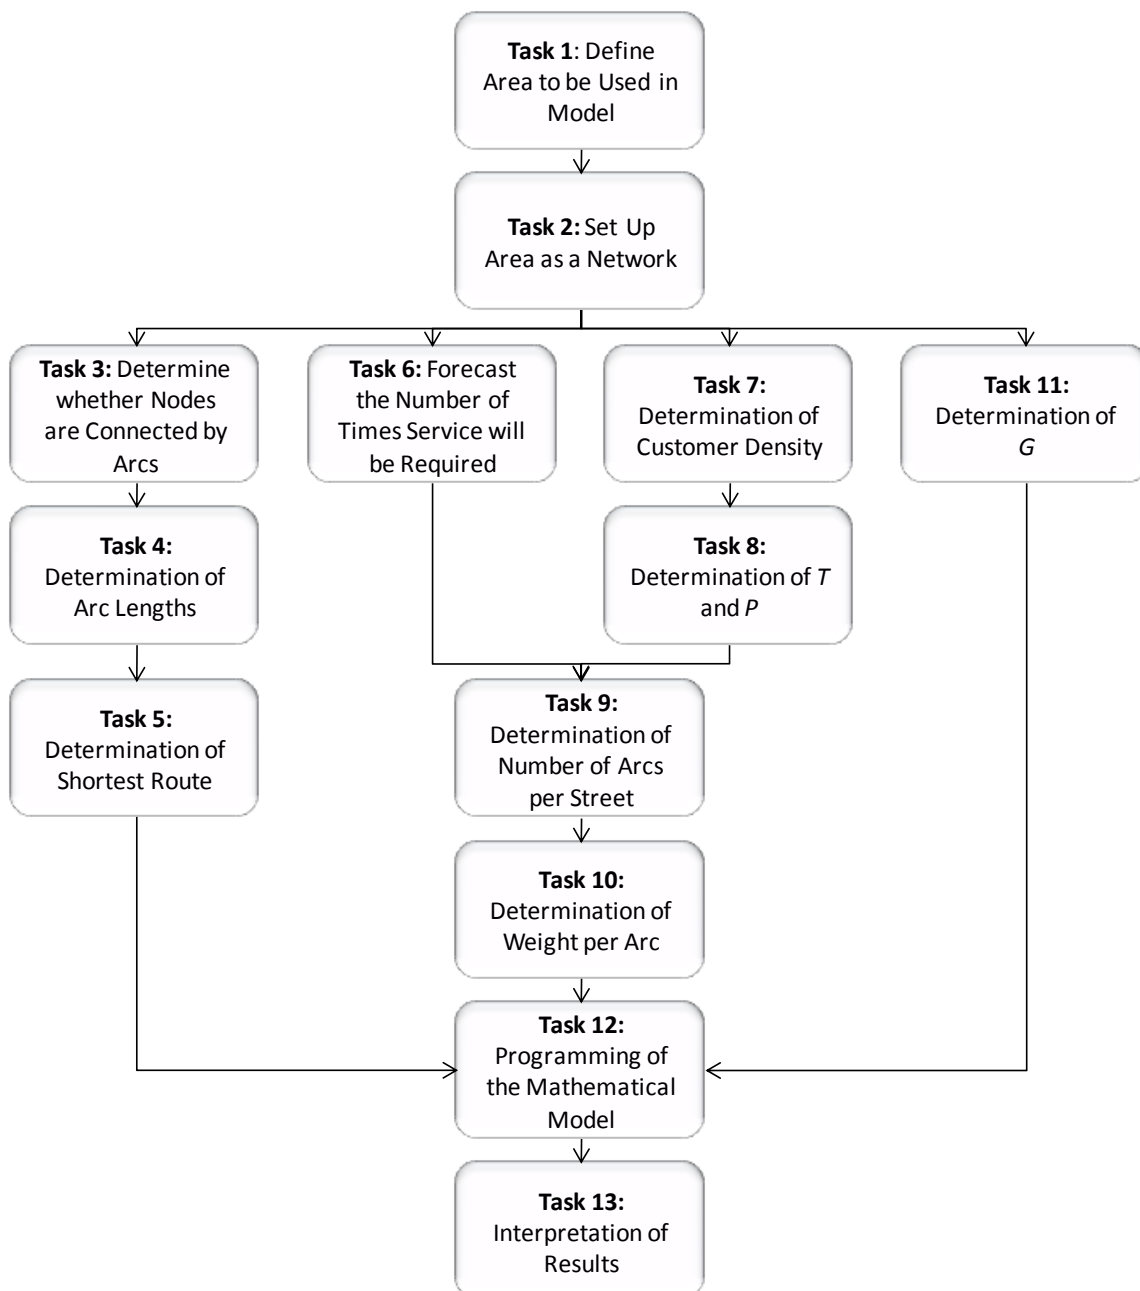 Task 1: Define
Area to be Used in
Model
Task 2: Set Up
Area as a Network
Task 3: Determine
whether Nodes
are Connected by
Arcs
Task 6: Forecast
the Number of
Times Service will
be Required
Task 7:
Determination of
Customer Density
Task 11:
Determination of
G
Task 4:
Determination of
Arc Lengths
Task 8:
Determination of T
and P
Task 5:
Determination of
Shortest Route
Task 9:
Determination of
Number of Arcs
per Street
Task 10:
Determination of
Weight per Arc
Task 12:
Programming of
the Mathematical
Model
Task 13:
Interpretation of
Results